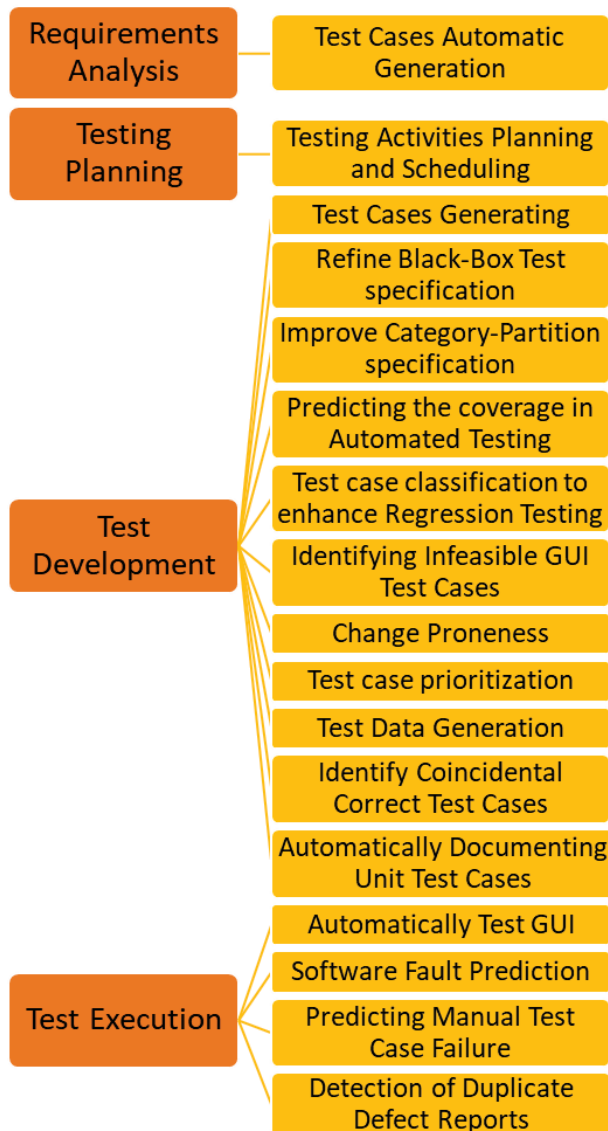 Requirements
Analysis
Test Cases Automatic
Generation
Testing
Planning
Testing Activities Planning
and Scheduling
Test
Development
Test Cases Generating
Refine Black-Box Test
specification
Improve Category-Partition
specification
Predicting the coverage in
Automated Testing
Test case classification to
enhance Regression Testing
Identifying Infeasible GUI
Test Cases
Change Proneness
Test case prioritization
Test Data Generation
Identify Coincidental
Correct Test Cases
Automatically Documenting
Unit Test Cases
Test Execution
Automatically Test GUI
Software Fault Prediction
Predicting Manual Test
Case Failure
Detection of Duplicate
Defect Reports